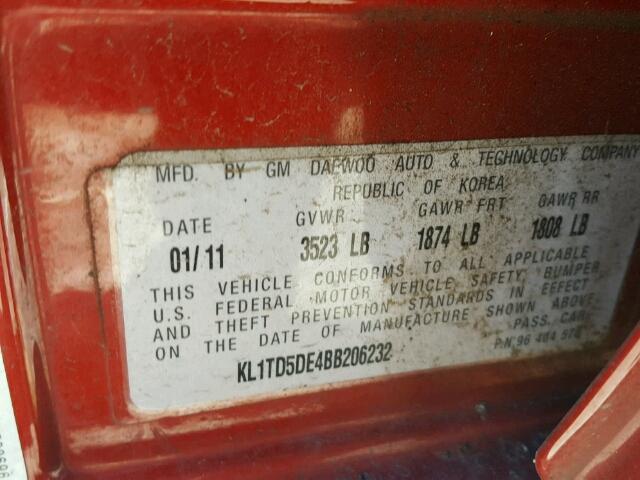 MFD. BY GM DAEWOO AUTO & TECHNOLOGY COMPANY
REPUBLIC OF KOREA
DATE GVWR GAWR FRT GAWR RR
01/11 3523 LB 1874 LB 1808 LB
THIS VEHICLE CONFORMS TO ALL APPLICABLE
U.S. FEDERAL MOTOR VEHICLE SAFETY BUMPER
AND THEFT PREVENTION STANDARDS IN EFFECT
ON THE DATE OF MANUFACTURE SHOWN ABOVE
PASS. CAR
KL1TD5DE4BB206232
P/N 96